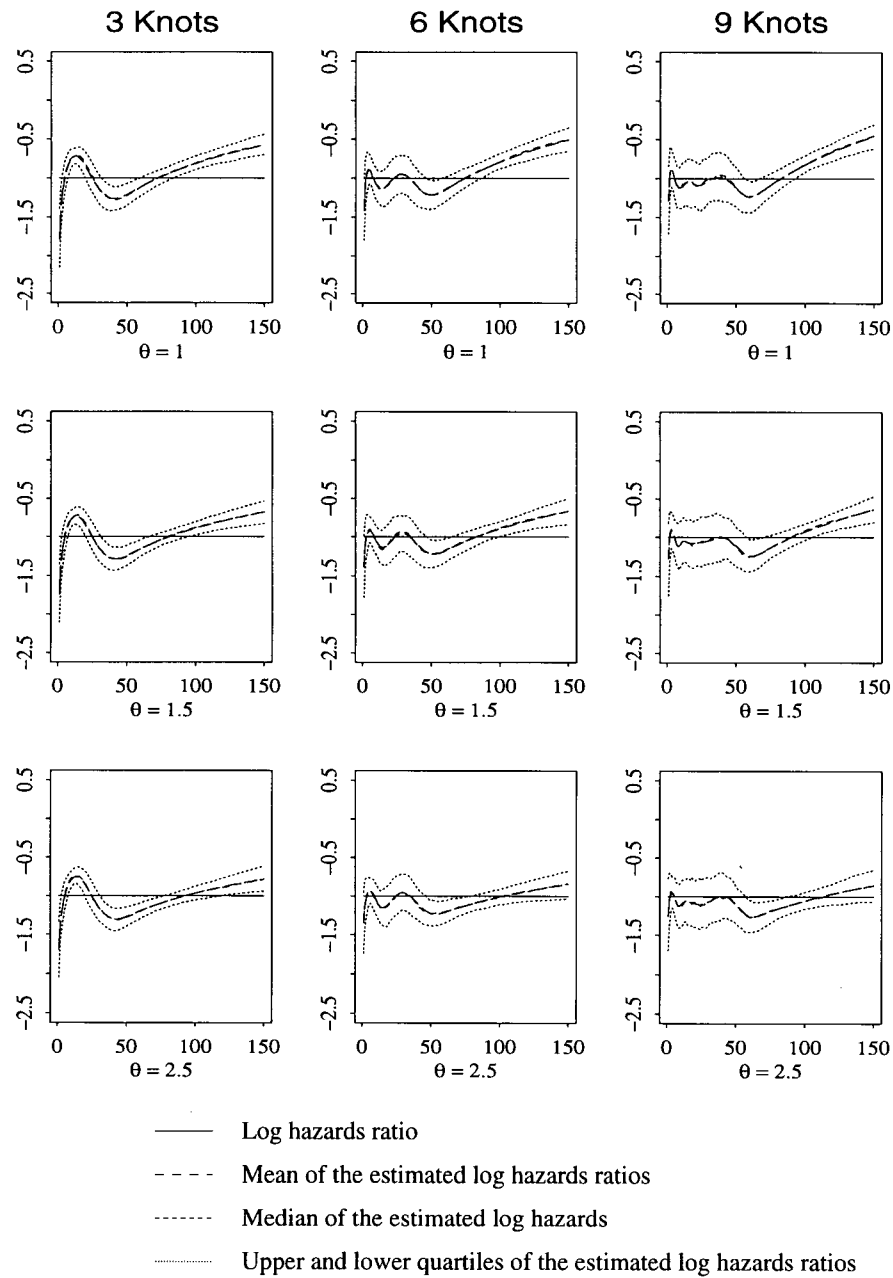 3 Knots 6 Knots 9 Knots
0.5 0.5 0.5
−0.5 −0.5 −0.5
−1.5 −1.5 −1.5
−2.5 −2.5 −2.5
0 50 100 150 0 50 100 150 0 50 100 150
θ = 1 θ = 1 θ = 1
0.5 0.5 0.5
−0.5 −0.5 −0.5
−1.5 −1.5 −1.5
−2.5 −2.5 −2.5
0 50 100 150 0 50 100 150 0 50 100 150
θ = 1.5 θ = 1.5 θ = 1.5
0.5 0.5 0.5
−0.5 −0.5 −0.5
−1.5 −1.5 −1.5
−2.5 −2.5 −2.5
0 50 100 150 0 50 100 150 0 50 100 150
θ = 2.5 θ = 2.5 θ = 2.5
Log hazards ratio
Mean of the estimated log hazards ratios
Median of the estimated log hazards
Upper and lower quartiles of the estimated log hazards ratios